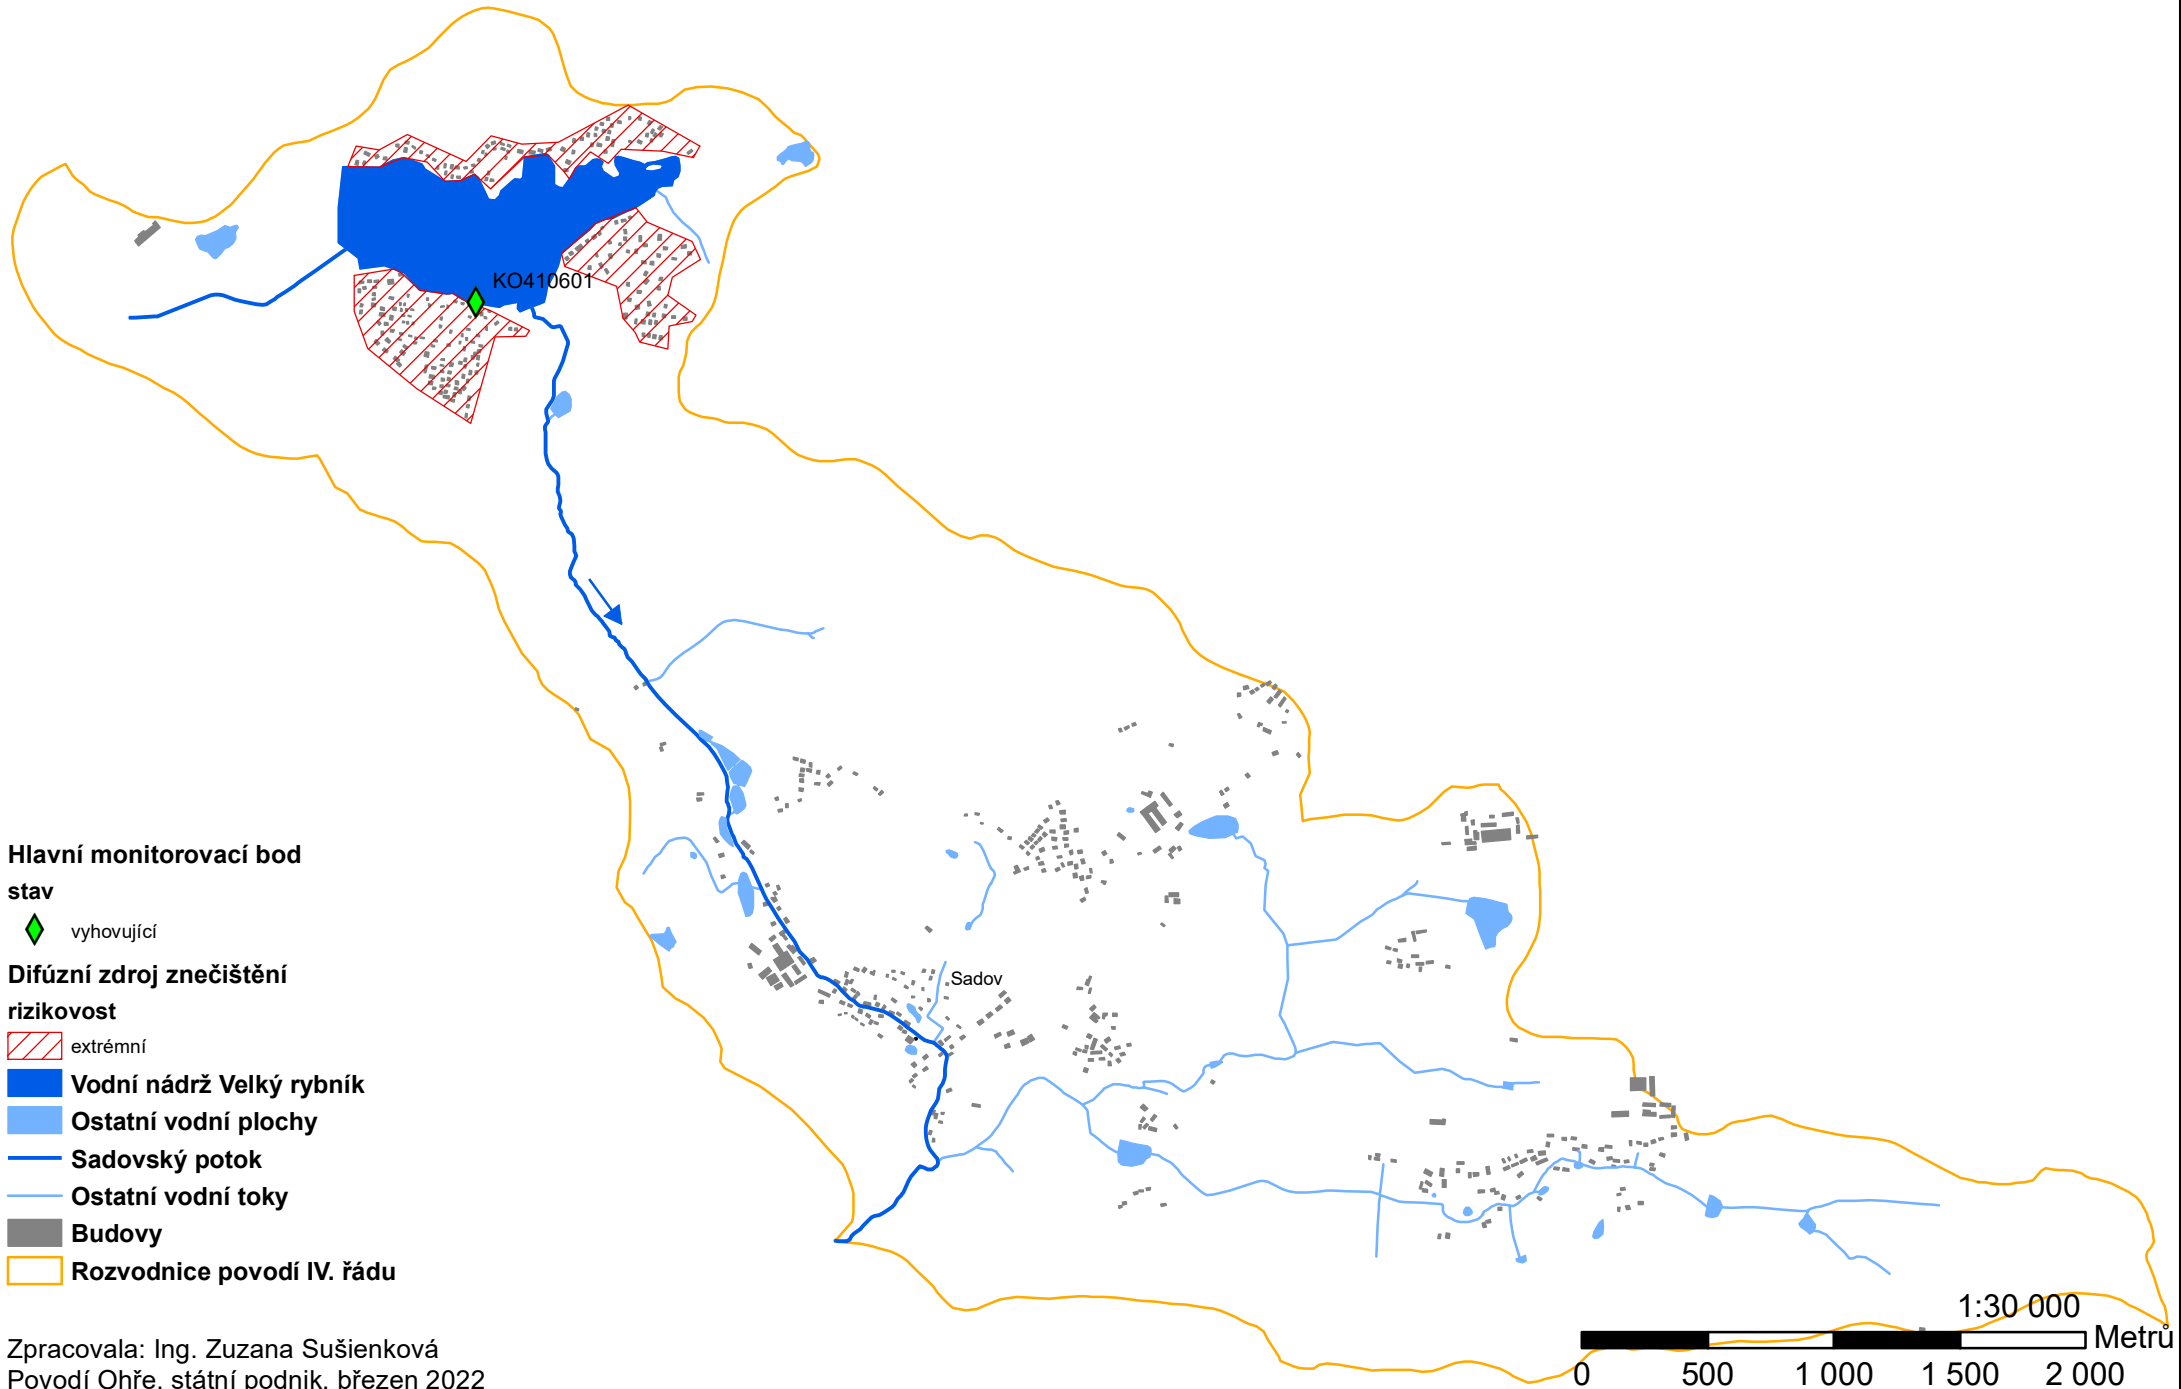 KO410601
Sadov
Hlavní monitorovací bod
stav
vyhovující
Difúzní zdroj znečištění
rizikovost
extrémní
Vodní nádrž Velký rybník
Ostatní vodní plochy
Sadovský potok
Ostatní vodní toky
Budovy
Rozvodnice povodí IV. řádu
Zpracovala: Ing. Zuzana Sušienková
Povodí Ohře, státní podnik, březen 2022
1:30 000
Metrů
0 500 1 000 1 500 2 000